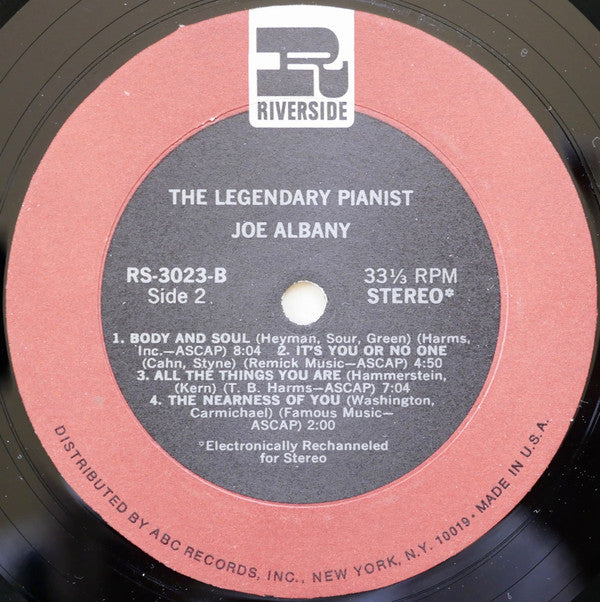 R
RIVERSIDE
THE LEGENDARY PIANIST
JOE ALBANY
RS-3023-B
Side 2
33⅓ RPM
STEREO*
1. BODY AND SOUL (Heyman, Sour, Green) (Harms,
Inc.—ASCAP) 8:04 2. IT'S YOU OR NO ONE
(Cahn, Styne) (Remick Music—ASCAP) 4:50
3. ALL THE THINGS YOU ARE (Hammerstein,
(Kern) (T. B. Harms—ASCAP) 7:04
4. THE NEARNESS OF YOU (Washington,
Carmichael) (Famous Music—
ASCAP) 2:00
*Electronically Rechanneled
for Stereo
DISTRIBUTED BY ABC RECORDS, INC., NEW YORK, N.Y. 10019 • MADE IN U.S.A.